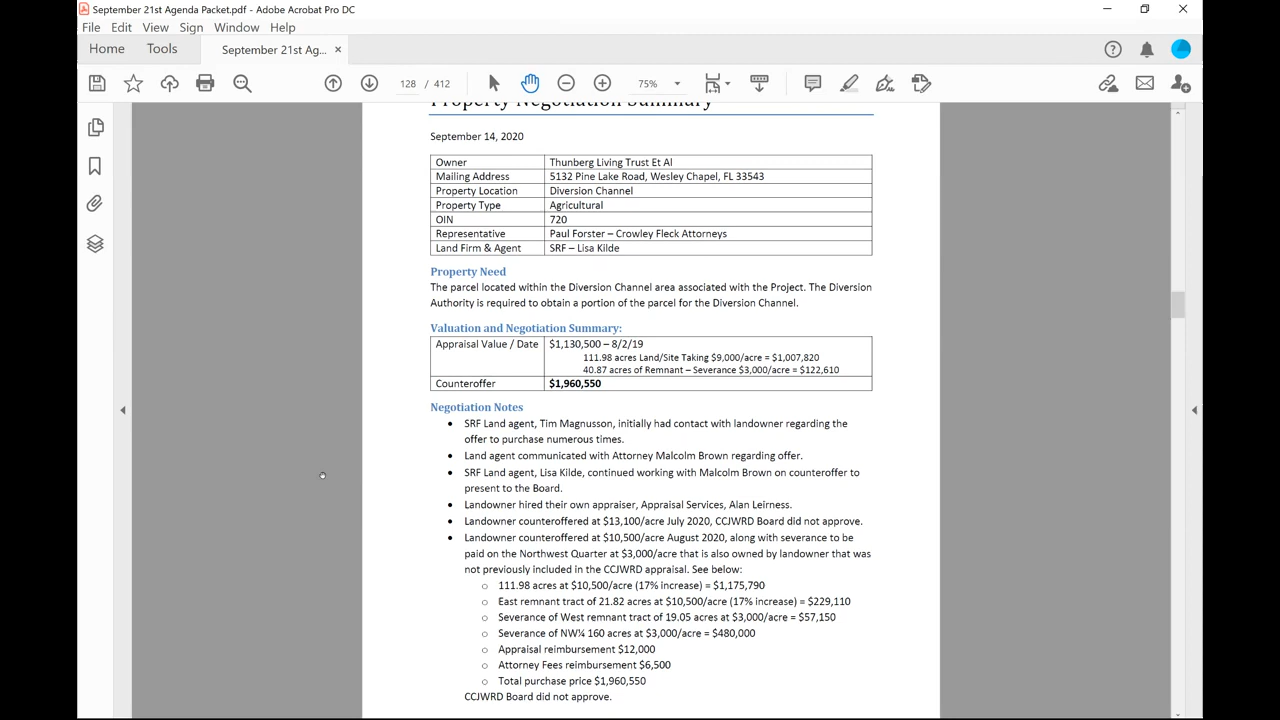 September 21st Agenda Packet.pdf - Adobe Acrobat Pro DC
File Edit View Sign Window Help
Home Tools September 21st Ag... ×
128 / 412 75%
Property Negotiation Summary
September 14, 2020
Owner Thunberg Living Trust Et Al
Mailing Address 5132 Pine Lake Road, Wesley Chapel, FL 33543
Property Location Diversion Channel
Property Type Agricultural
OIN 720
Representative Paul Forster – Crowley Fleck Attorneys
Land Firm & Agent SRF – Lisa Kilde
Property Need
The parcel located within the Diversion Channel area associated with the Project. The Diversion
Authority is required to obtain a portion of the parcel for the Diversion Channel.
Valuation and Negotiation Summary:
Appraisal Value / Date $1,130,500 – 8/2/19
111.98 acres Land/Site Taking $9,000/acre = $1,007,820
40.87 acres of Remnant – Severance $3,000/acre = $122,610
Counteroffer $1,960,550
Negotiation Notes
• SRF Land agent, Tim Magnusson, initially had contact with landowner regarding the
offer to purchase numerous times.
• Land agent communicated with Attorney Malcolm Brown regarding offer.
• SRF Land agent, Lisa Kilde, continued working with Malcolm Brown on counteroffer to
present to the Board.
• Landowner hired their own appraiser, Appraisal Services, Alan Leirness.
• Landowner counteroffered at $13,100/acre July 2020, CCJWRD Board did not approve.
• Landowner counteroffered at $10,500/acre August 2020, along with severance to be
paid on the Northwest Quarter at $3,000/acre that is also owned by landowner that was
not previously included in the CCJWRD appraisal. See below:
○ 111.98 acres at $10,500/acre (17% increase) = $1,175,790
○ East remnant tract of 21.82 acres at $10,500/acre (17% increase) = $229,110
○ Severance of West remnant tract of 19.05 acres at $3,000/acre = $57,150
○ Severance of NW¼ 160 acres at $3,000/acre = $480,000
○ Appraisal reimbursement $12,000
○ Attorney Fees reimbursement $6,500
○ Total purchase price $1,960,550
CCJWRD Board did not approve.